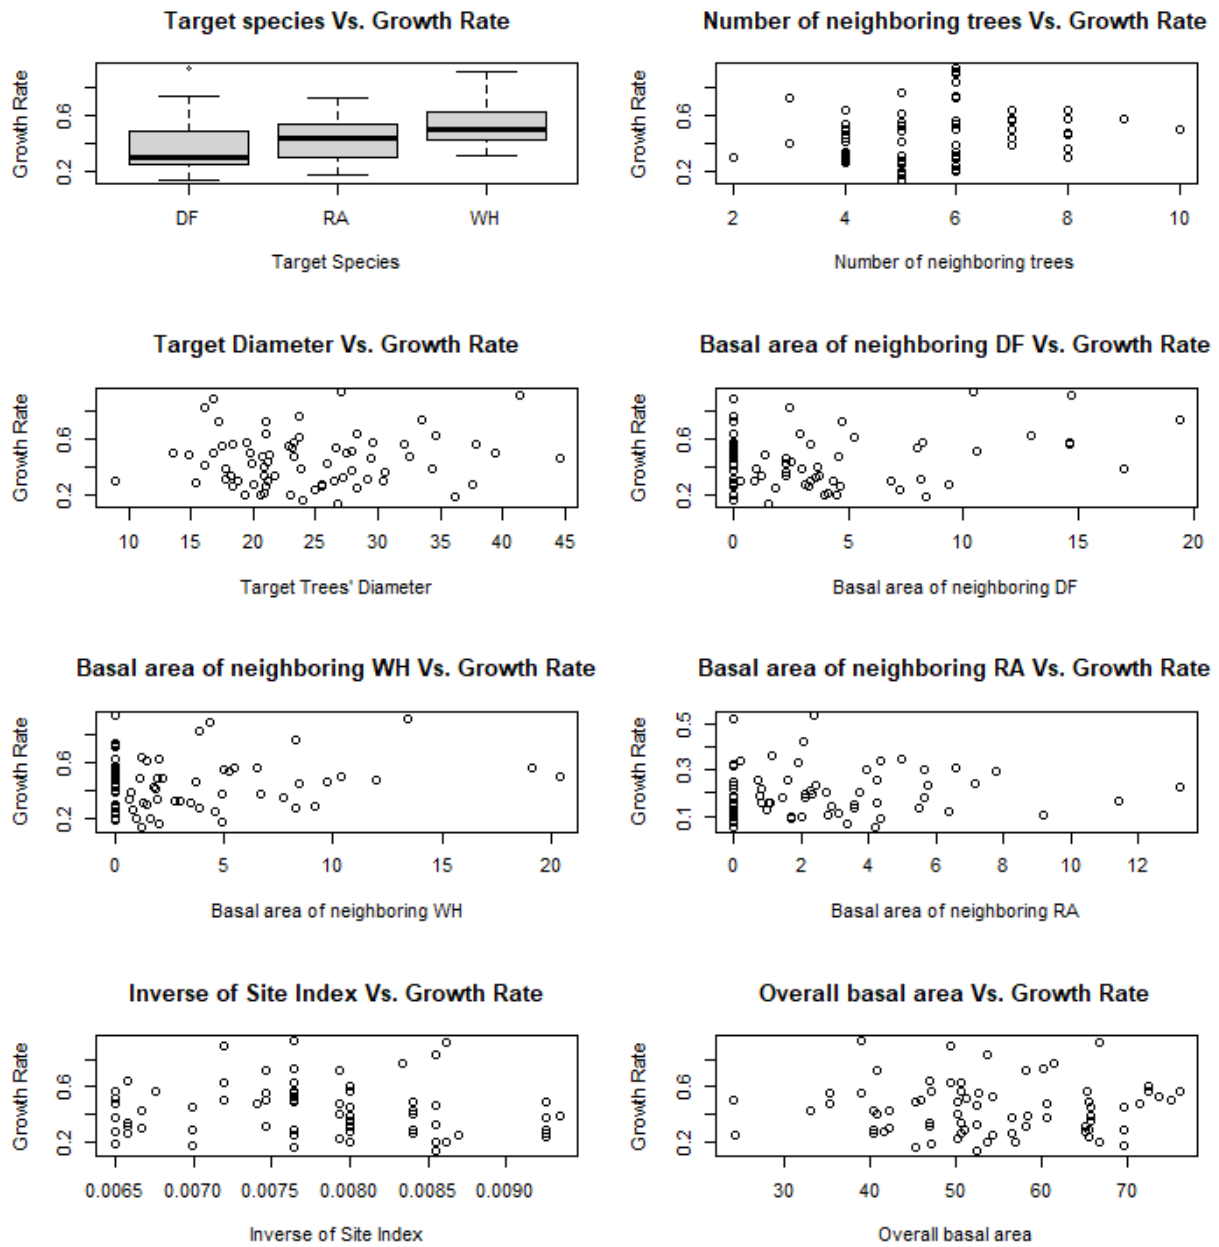 Target species Vs. Growth Rate
Growth Rate
0.2 0.6
DF RA WH
Target Species
Number of neighboring trees Vs. Growth Rate
Growth Rate
0.2 0.6
2 4 6 8 10
Number of neighboring trees
Target Diameter Vs. Growth Rate
Growth Rate
0.2 0.6
10 15 20 25 30 35 40 45
Target Trees' Diameter
Basal area of neighboring DF Vs. Growth Rate
Growth Rate
0.2 0.6
0 5 10 15 20
Basal area of neighboring DF
Basal area of neighboring WH Vs. Growth Rate
Growth Rate
0.2 0.6
0 5 10 15 20
Basal area of neighboring WH
Basal area of neighboring RA Vs. Growth Rate
Growth Rate
0.1 0.3 0.5
0 2 4 6 8 10 12
Basal area of neighboring RA
Inverse of Site Index Vs. Growth Rate
Growth Rate
0.2 0.6
0.0065 0.0070 0.0075 0.0080 0.0085 0.0090
Inverse of Site Index
Overall basal area Vs. Growth Rate
Growth Rate
0.2 0.6
30 40 50 60 70
Overall basal area